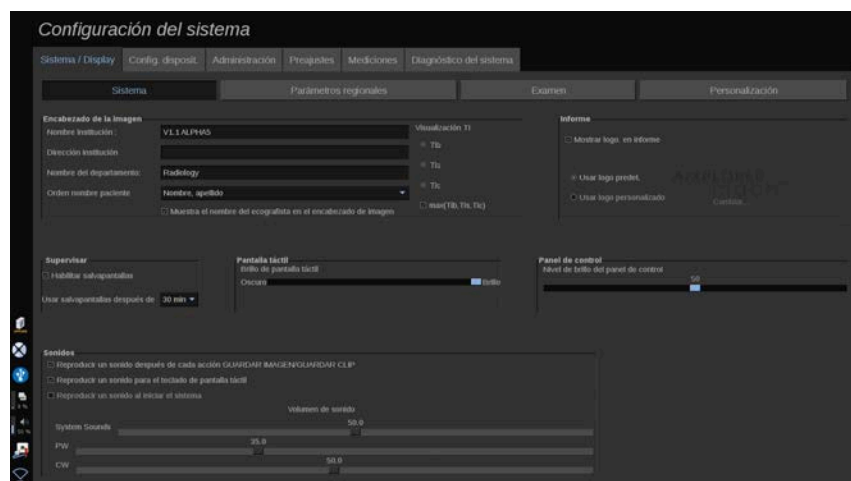 Configuración del sistema
Sistema / Display
Config. disposit.
Administración
Preajustes
Mediciones
Diagnóstico del sistema
Sistema
Parámetros regionales
Examen
Personalización
Encabezado de la Imagen
Nombre Institución :
V1.1 ALPHA5
Dirección Institución
Nombre del departamento:
Radiology
Orden nombre paciente
Nombre, apellido
Muestra el nombre del ecografista en el encabezado de imagen
Visualización TI
TIb
TIs
TIc
max(TIb,TIs,TIc)
Informe
Mostrar logo. en informe
Usar logo predet.
Usar logo personalizado
Cambia...
Supervisar
Habilitar salvapantallas
Usar salvapantallas después de
30 min
Pantalla táctil
Brillo de pantalla táctil
Oscuro
Brillo
Panel de control
Nivel de brillo del panel de control
50
Sonidos
Reproducir un sonido después de cada acción GUARDAR IMAGEN/GUARDAR CLIP
Reproducir un sonido para el teclado de pantalla táctil
Reproducir un sonido al iniciar el sistema
Volumen de sonido
System Sounds
50.0
PW
35.0
CW
50.0